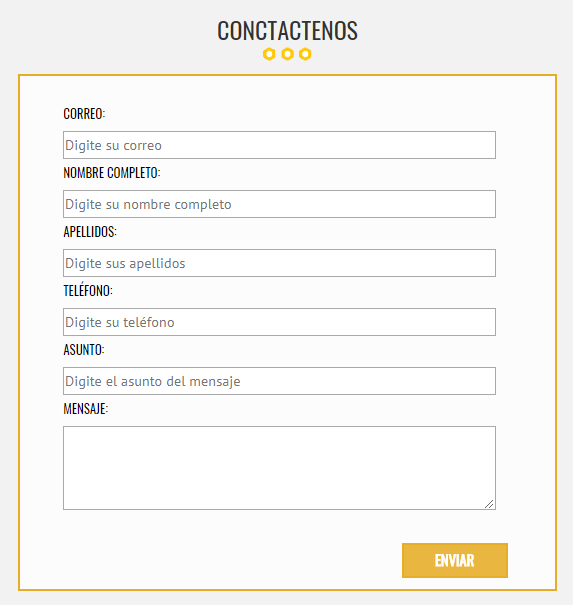 CONCTACTENOS
CORREO:
Digite su correo
NOMBRE COMPLETO:
Digite su nombre completo
APELLIDOS:
Digite sus apellidos
TELÉFONO:
Digite su teléfono
ASUNTO:
Digite el asunto del mensaje
MENSAJE:
ENVIAR